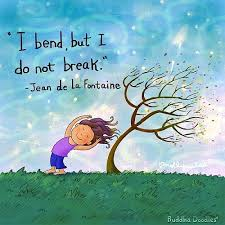 "I bend, but I
do not break."
- Jean de la Fontaine
Buddha Doodles